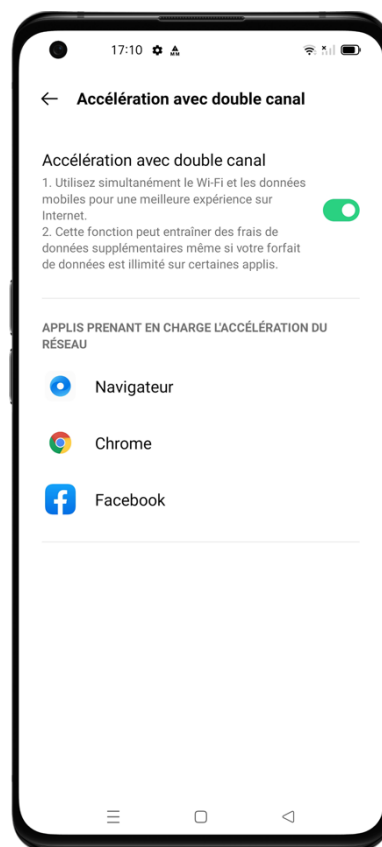 17:10
Accélération avec double canal
Accélération avec double canal
1. Utilisez simultanément le Wi-Fi et les données
mobiles pour une meilleure expérience sur
Internet.
2. Cette fonction peut entraîner des frais de
données supplémentaires même si votre forfait
de données est illimité sur certaines applis.
APPLIS PRENANT EN CHARGE L'ACCÉLÉRATION DU
RÉSEAU
Navigateur
Chrome
Facebook